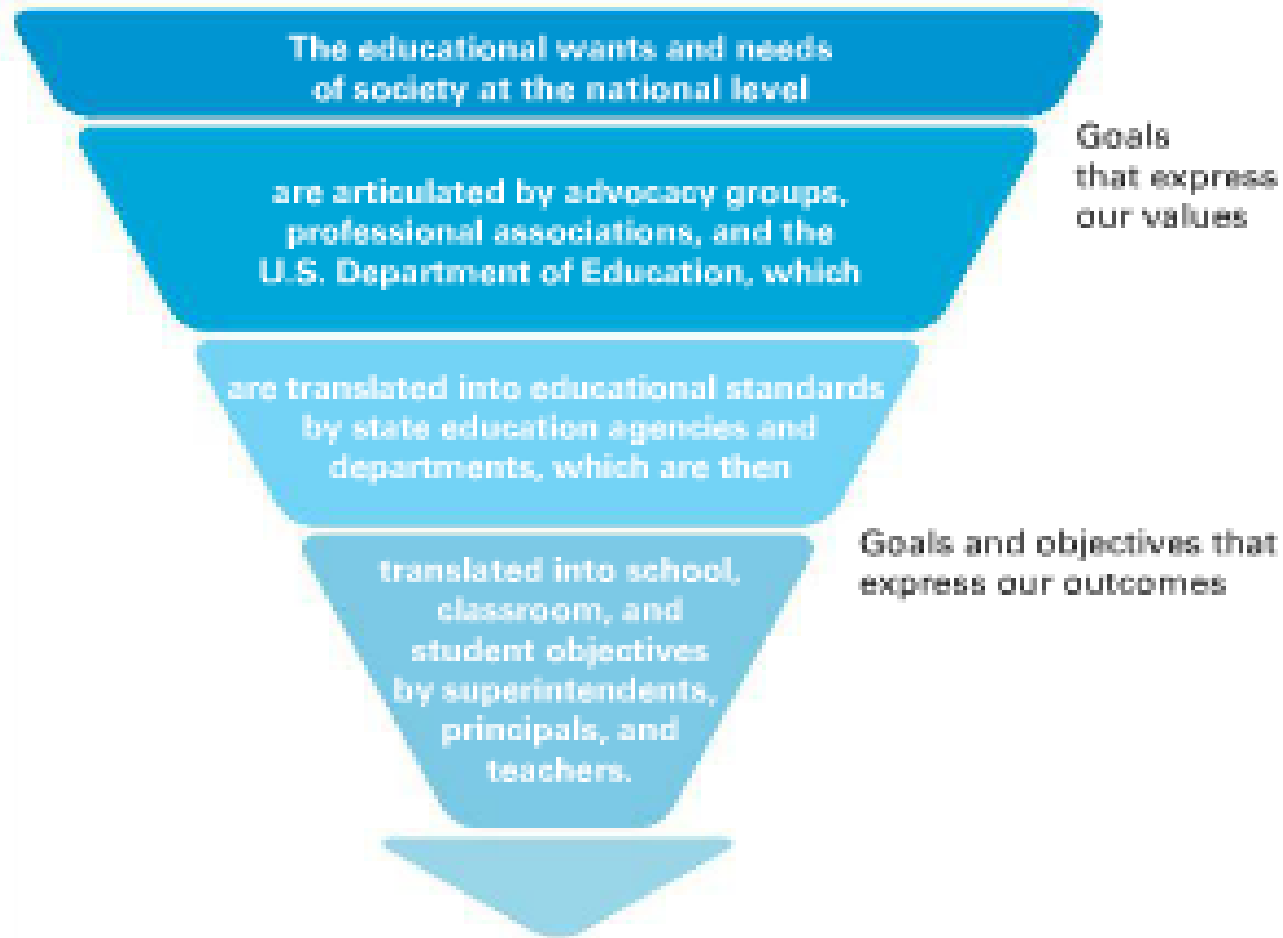 The educational wants and needs
of society at the national level
Goals
that express
our values
are articulated by advocacy groups,
professional associations, and the
U.S. Department of Education, which
are translated into educational standards
by state education agencies and
departments, which are then
Goals and objectives that
express our outcomes
translated into school,
classroom, and
student objectives
by superintendents,
principals, and
teachers.